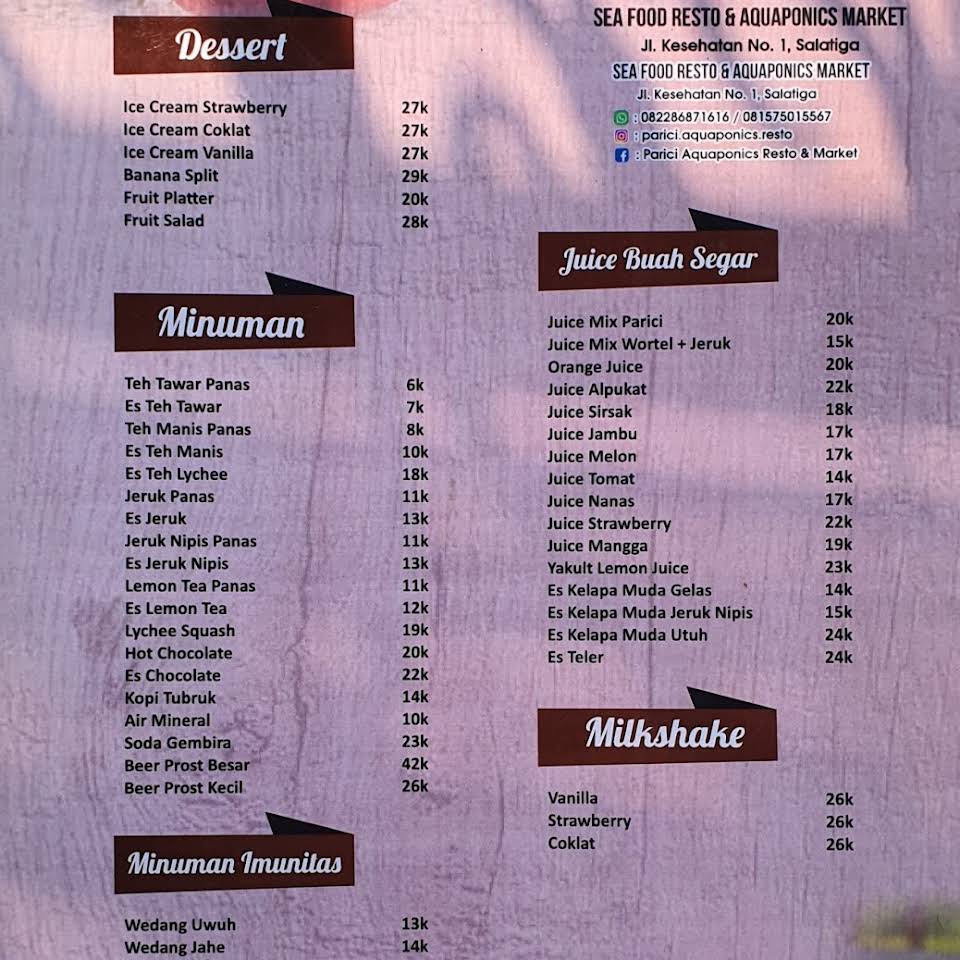 Dessert
Ice Cream Strawberry 27k
Ice Cream Coklat 27k
Ice Cream Vanilla 27k
Banana Split 29k
Fruit Platter 20k
Fruit Salad 28k
Minuman
Teh Tawar Panas 6k
Es Teh Tawar 7k
Teh Manis Panas 8k
Es Teh Manis 10k
Es Teh Lychee 18k
Jeruk Panas 11k
Es Jeruk 13k
Jeruk Nipis Panas 11k
Es Jeruk Nipis 13k
Lemon Tea Panas 11k
Es Lemon Tea 12k
Lychee Squash 19k
Hot Chocolate 20k
Es Chocolate 22k
Kopi Tubruk 14k
Air Mineral 10k
Soda Gembira 23k
Beer Prost Besar 42k
Beer Prost Kecil 26k
Minuman Imunitas
Wedang Uwuh 13k
Wedang Jahe 14k
SEA FOOD RESTO & AQUAPONICS MARKET
Jl. Kesehatan No. 1, Salatiga
SEA FOOD RESTO & AQUAPONICS MARKET
Jl. Kesehatan No. 1, Salatiga
: 082286871616 / 081575015567
: parici.aquaponics.resto
: Parici Aquaponics Resto & Market
Juice Buah Segar
Juice Mix Parici 20k
Juice Mix Wortel + Jeruk 15k
Orange Juice 20k
Juice Alpukat 22k
Juice Sirsak 18k
Juice Jambu 17k
Juice Melon 17k
Juice Tomat 14k
Juice Nanas 17k
Juice Strawberry 22k
Juice Mangga 19k
Yakult Lemon Juice 23k
Es Kelapa Muda Gelas 14k
Es Kelapa Muda Jeruk Nipis 15k
Es Kelapa Muda Utuh 24k
Es Teler 24k
Milkshake
Vanilla 26k
Strawberry 26k
Coklat 26k